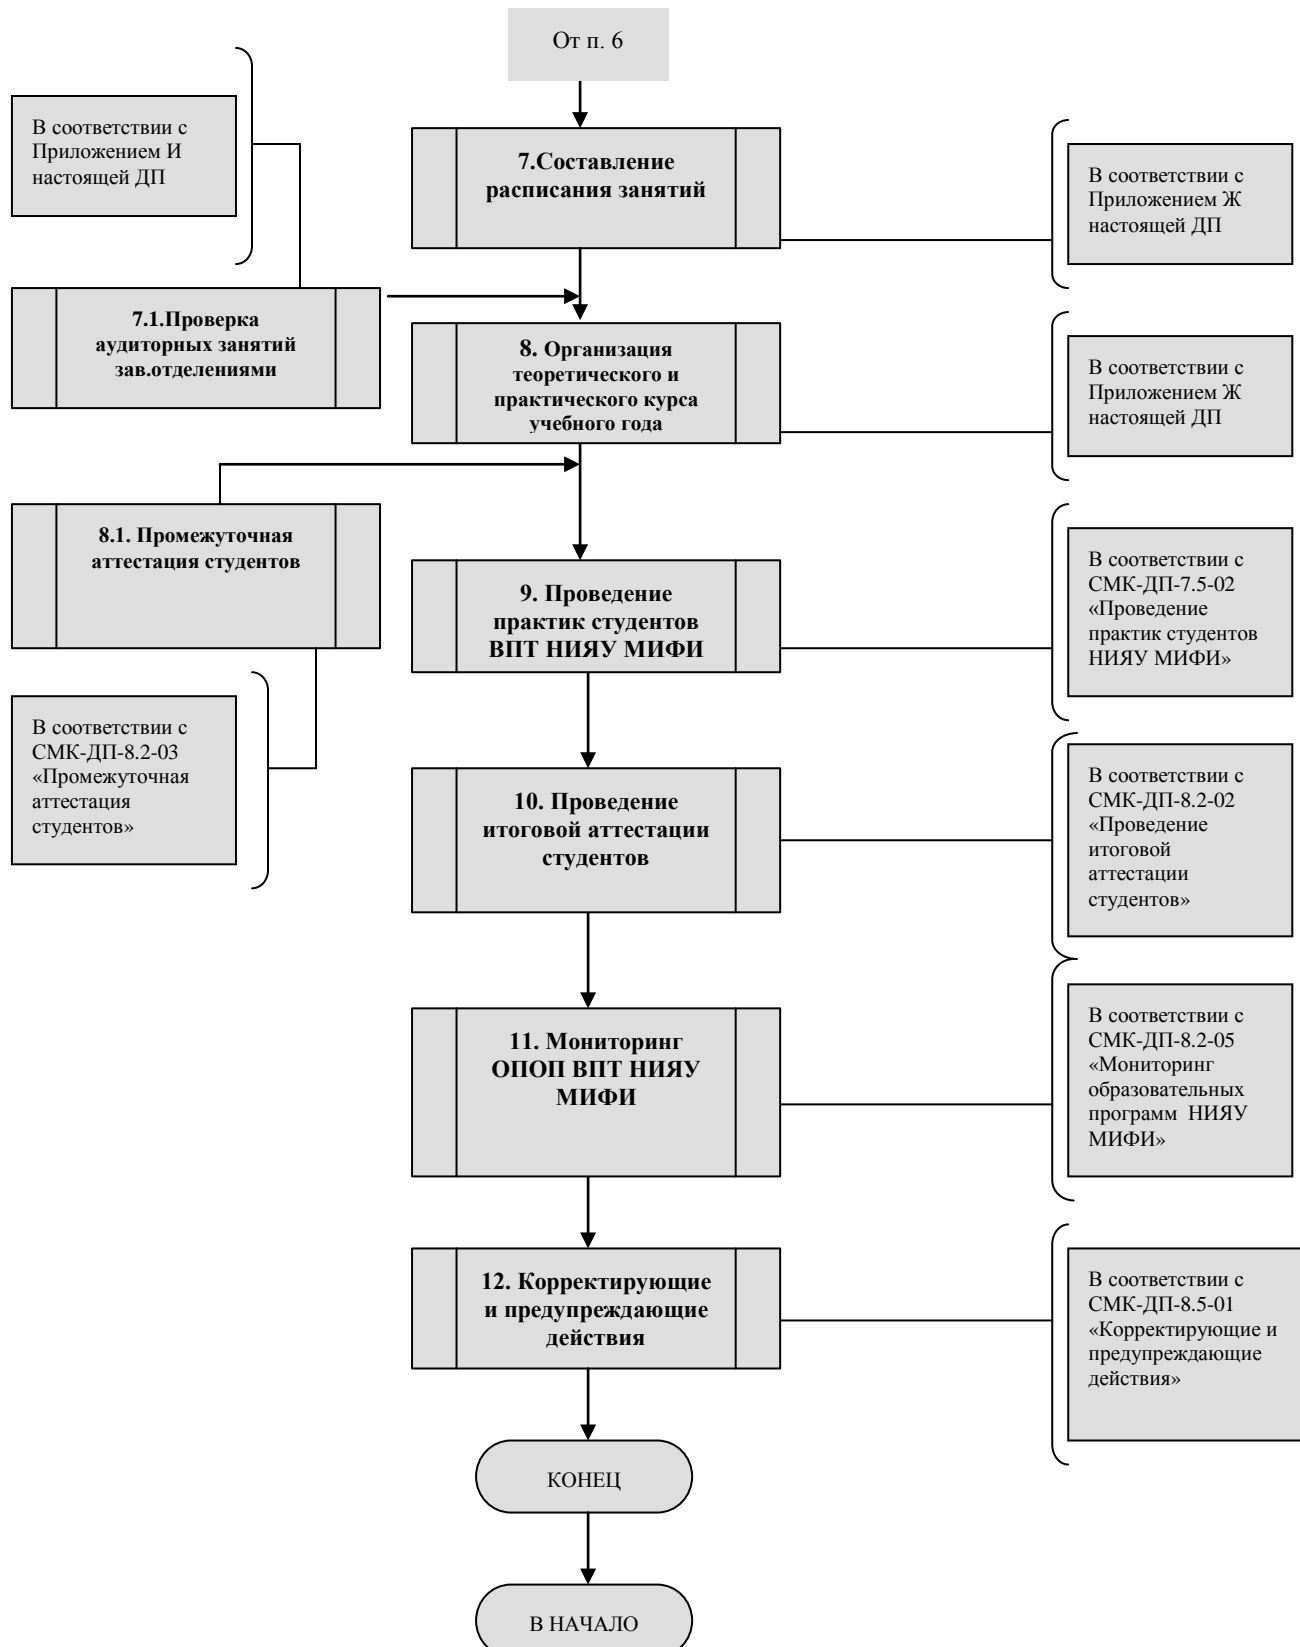 От п. 6
В соответствии с
Приложением И
настоящей ДП
7.Составление
расписания занятий
В соответствии с
Приложением Ж
настоящей ДП
7.1.Проверка
аудиторных занятий
зав.отделениями
8. Организация
теоретического и
практического курса
учебного года
В соответствии с
Приложением Ж
настоящей ДП
8.1. Промежуточная
аттестация студентов
9. Проведение
практик студентов
ВПТ НИЯУ МИФИ
В соответствии с
СМК-ДП-7.5-02
«Проведение
практик студентов
НИЯУ МИФИ»
В соответствии с
СМК-ДП-8.2-03
«Промежуточная
аттестация
студентов»
10. Проведение
итоговой аттестации
студентов
В соответствии с
СМК-ДП-8.2-02
«Проведение
итоговой
аттестации
студентов»
11. Мониторинг
ОПОП ВПТ НИЯУ
МИФИ
В соответствии с
СМК-ДП-8.2-05
«Мониторинг
образовательных
программ  НИЯУ
МИФИ»
12. Корректирующие
и предупреждающие
действия
В соответствии с
СМК-ДП-8.5-01
«Корректирующие и
предупреждающие
действия»
КОНЕЦ
В НАЧАЛО